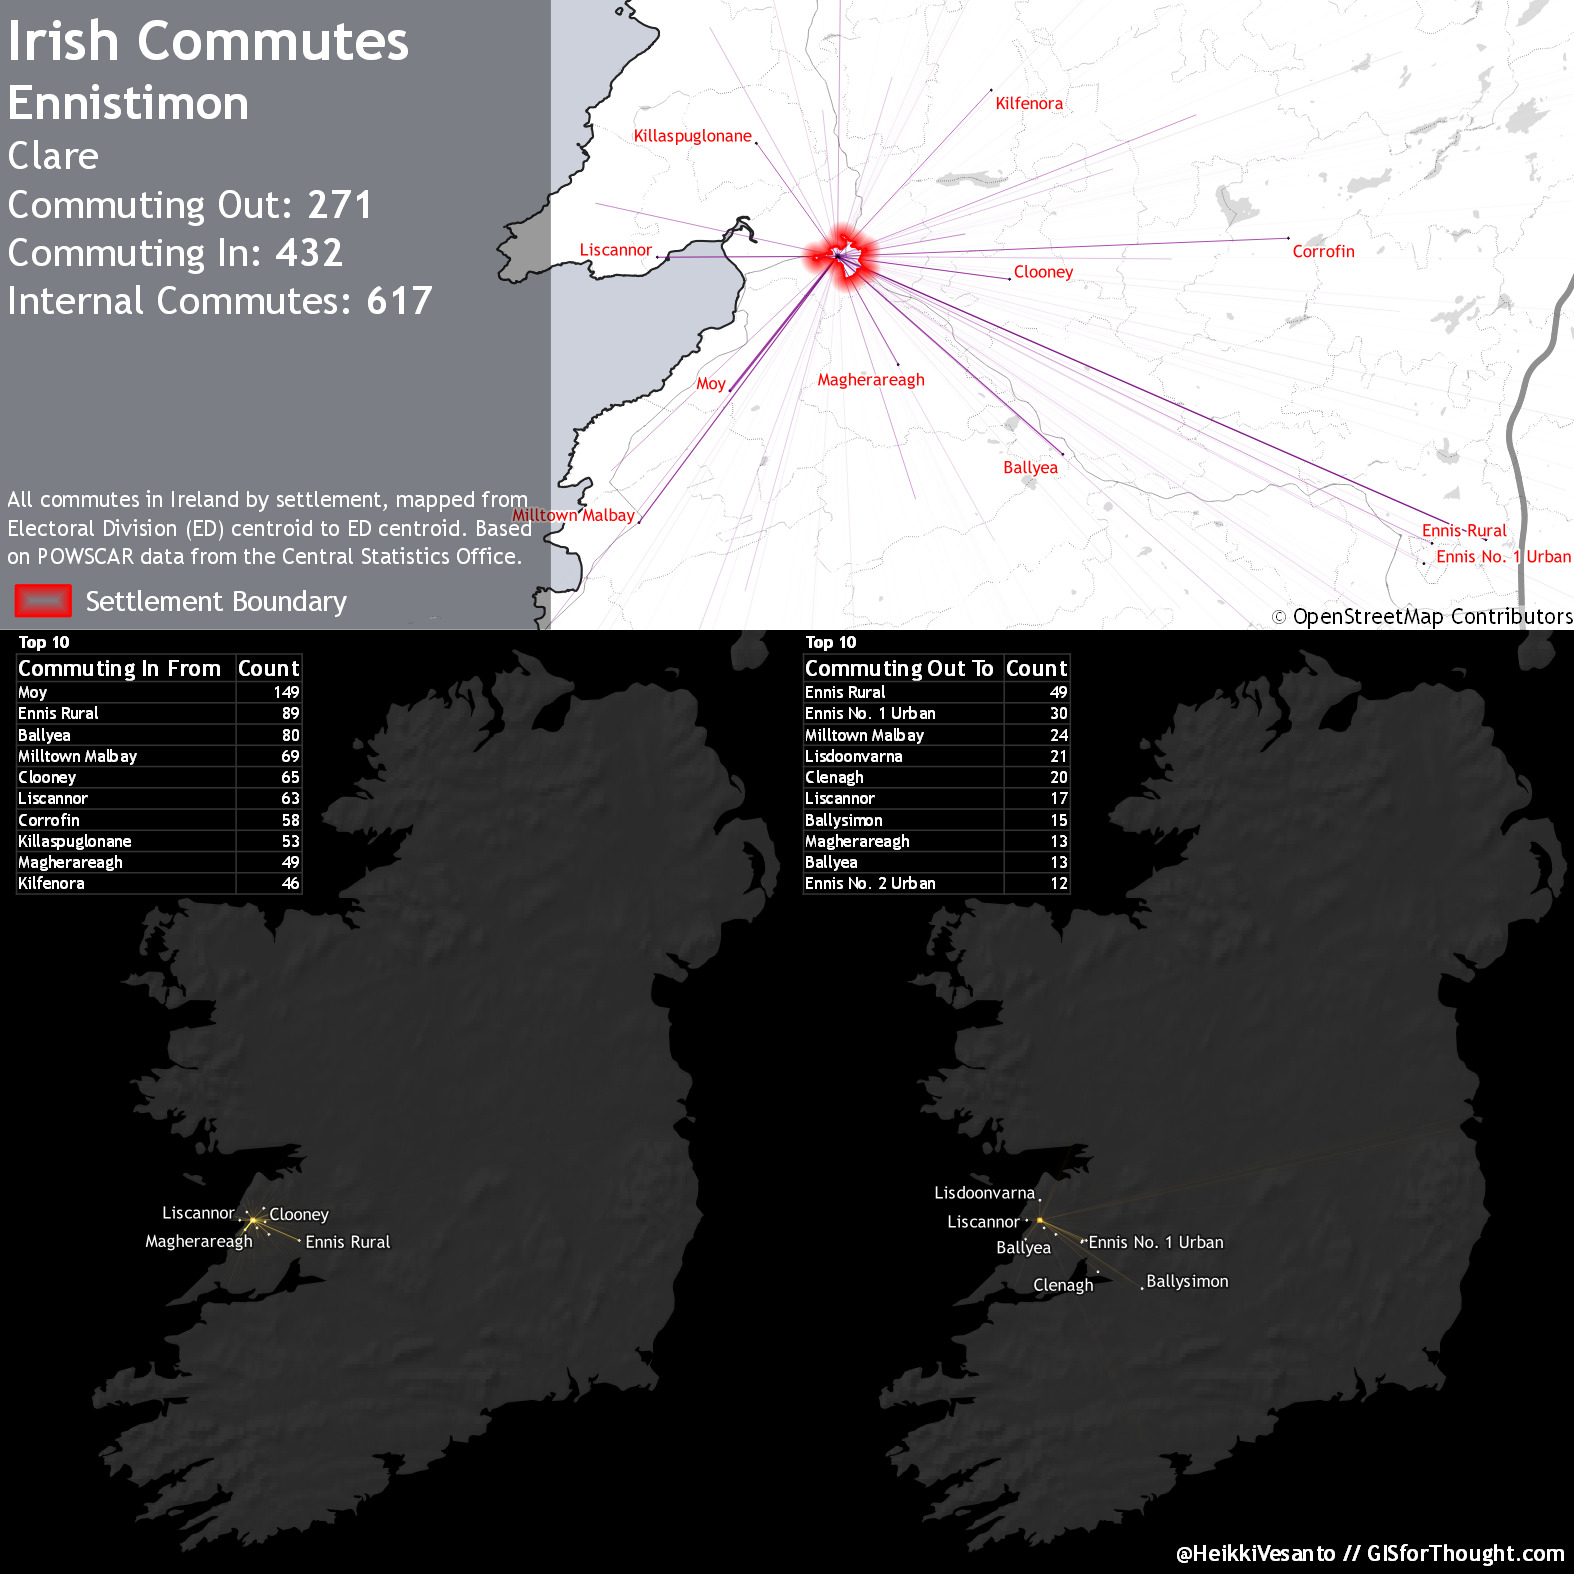 Irish Commutes
Ennistimon
Clare
Commuting Out: 271
Commuting In: 432
Internal Commutes: 617
All commutes in Ireland by settlement, mapped from
Electoral Division (ED) centroid to ED centroid. Based
on POWSCAR data from the Central Statistics Office.
Settlement Boundary
Kilfenora
Killaspuglonane
Liscannor
Corrofin
Clooney
Moy
Magherareagh
Ballyea
Milltown Malbay
Ennis Rural
Ennis No. 1 Urban
© OpenStreetMap Contributors
Top 10
Commuting In From Count
Moy 149
Ennis Rural 89
Ballyea 80
Milltown Malbay 69
Clooney 65
Liscannor 63
Corrofin 58
Killaspuglonane 53
Magherareagh 49
Kilfenora 46
Liscannor
Clooney
Magherareagh
Ennis Rural
Top 10
Commuting Out To Count
Ennis Rural 49
Ennis No. 1 Urban 30
Milltown Malbay 24
Lisdoonvarna 21
Clenagh 20
Liscannor 17
Ballysimon 15
Magherareagh 13
Ballyea 13
Ennis No. 2 Urban 12
Lisdoonvarna
Liscannor
Ballyea
Ennis No. 1 Urban
Clenagh
Ballysimon
@HeikkiVesanto // GISforThought.com